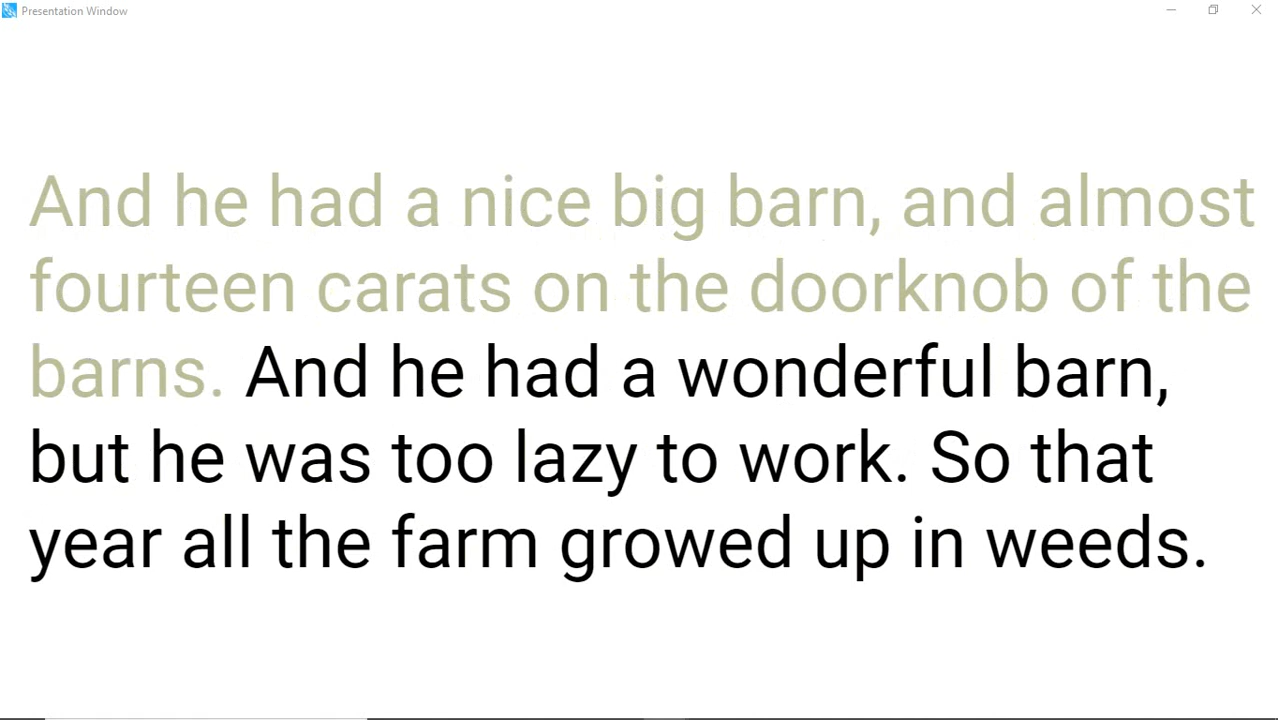 Presentation Window
And he had a nice big barn, and almost
fourteen carats on the doorknob of the
barns. And he had a wonderful barn,
but he was too lazy to work. So that
year all the farm growed up in weeds.